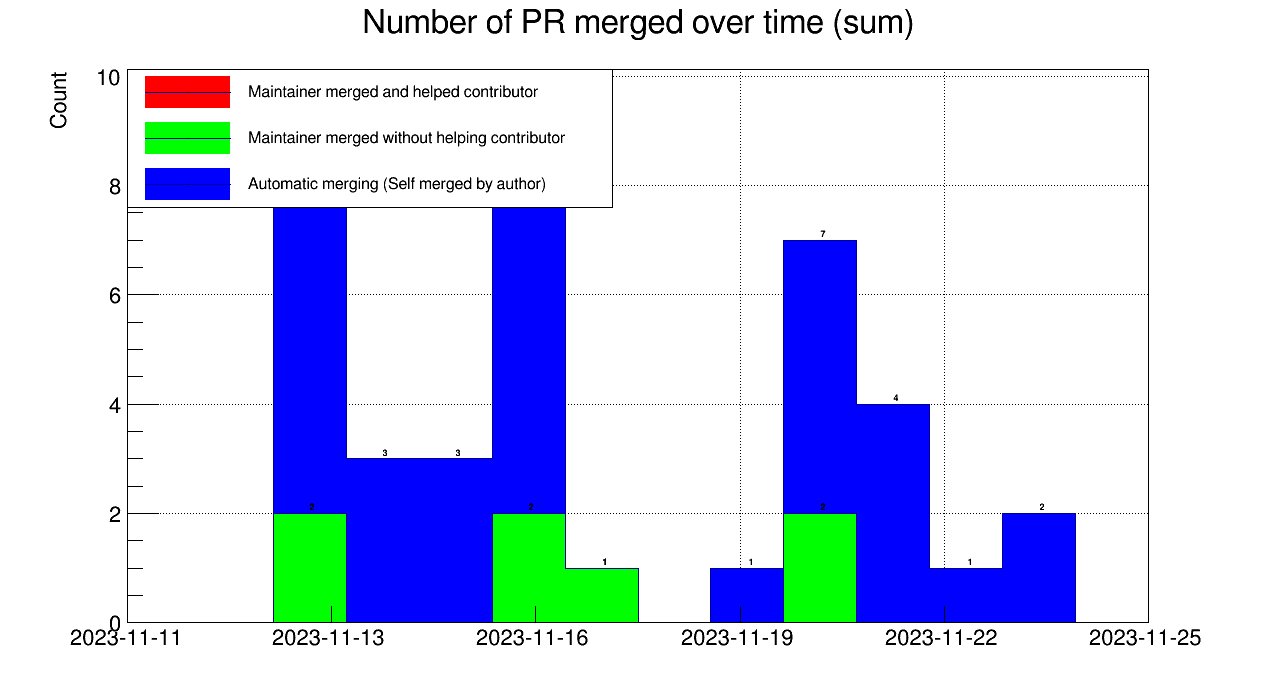 Number of PR merged over time (sum)
Count
10
8
6
4
2
0
Maintainer merged and helped contributor
Maintainer merged without helping contributor
Automatic merging (Self merged by author)
7
4
3 3
2 2 2 2
1 1 1
2023-11-11 2023-11-13 2023-11-16 2023-11-19 2023-11-22 2023-11-25